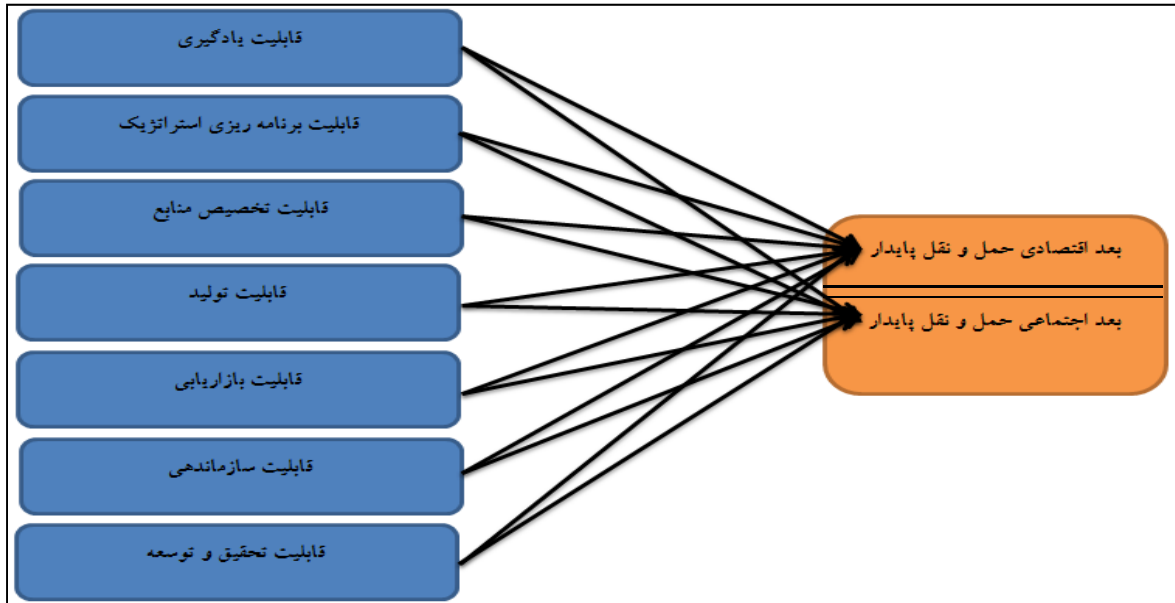 قابلیت یادگیری
قابلیت برنامه ریزی استراتژیک
قابلیت تخصیص منابع
قابلیت تولید
قابلیت بازاریابی
قابلیت سازماندهی
قابلیت تحقیق و توسعه
بعد اقتصادی حمل و نقل پایدار
بعد اجتماعی حمل و نقل پایدار